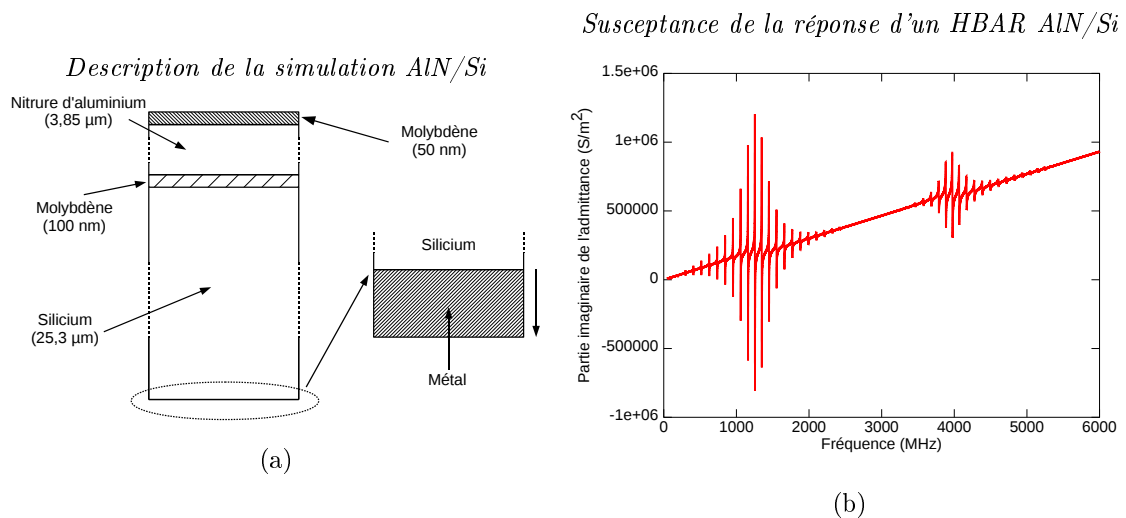 Description de la simulation AlN/Si
Nitrure d'aluminium
(3,85 µm)
Molybdène
(50 nm)
Molybdène
(100 nm)
Silicium
Silicium
(25,3 µm)
Métal
(a)
Susceptance de la réponse d'un HBAR AlN/Si
Partie imaginaire de l'admittance (S/m2)
1.5e+06
1e+06
500000
0
-500000
-1e+06
0 1000 2000 3000 4000 5000 6000
Fréquence (MHz)
(b)